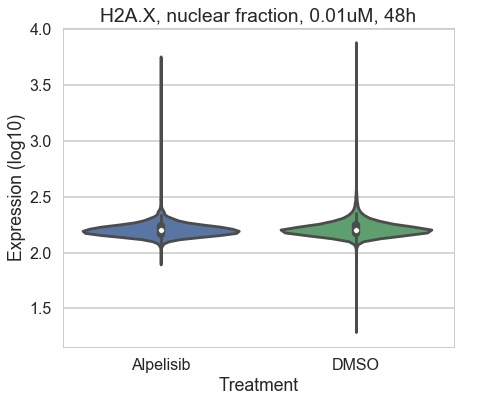 H2A.X, nuclear fraction, 0.01uM, 48h
4.0
3.5
3.0
2.5
2.0
1.5
Expression (log10)
Alpelisib DMSO
Treatment